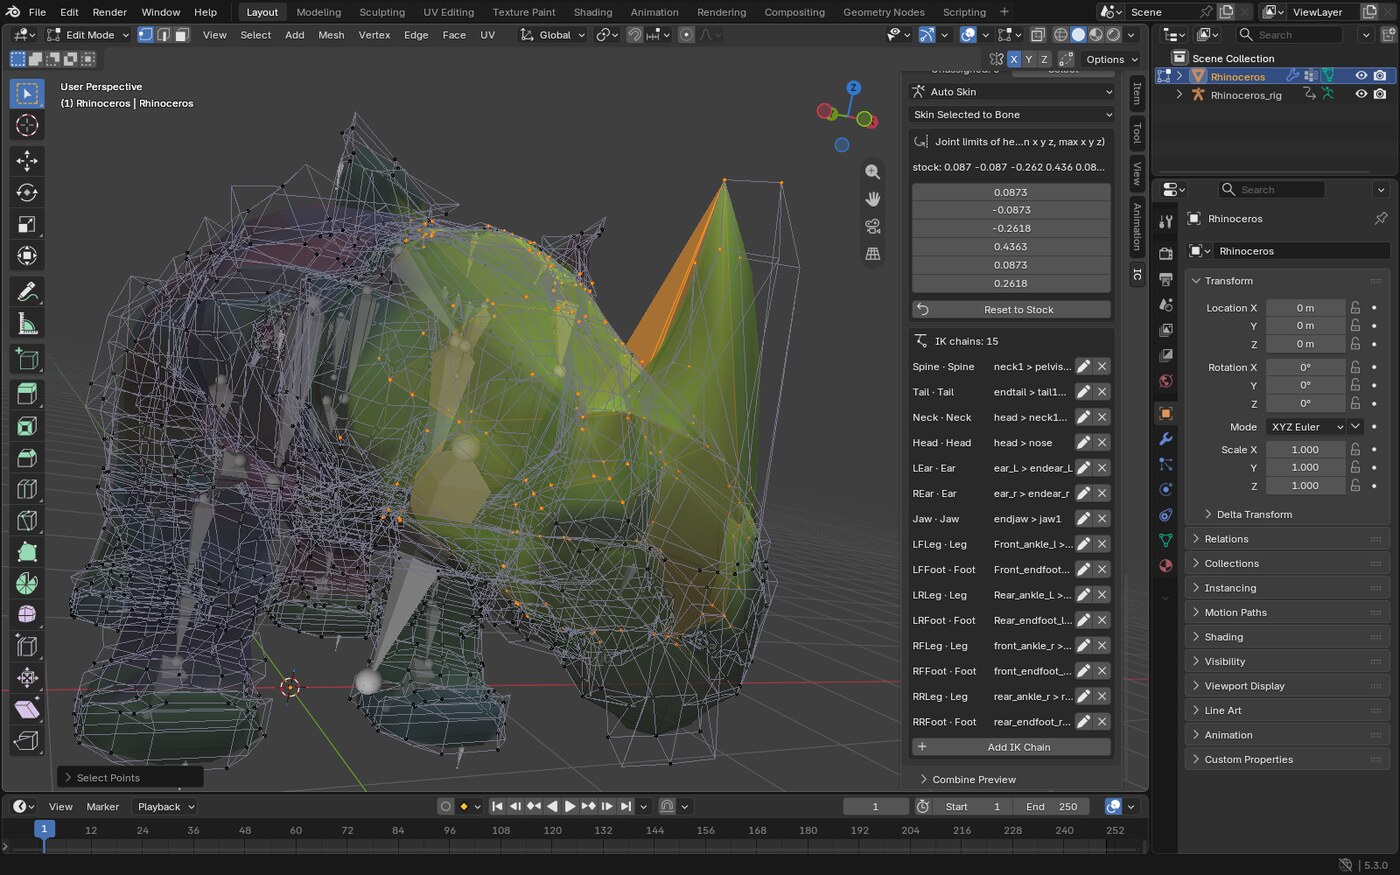 File Edit Render Window Help Layout Modeling Sculpting UV Editing Texture Paint Shading Animation Rendering Compositing Geometry Nodes Scripting + Scene ViewLayer
Edit Mode View Select Add Mesh Vertex Edge Face UV Global Search
X Y Z Options
User Perspective
(1) Rhinoceros | Rhinoceros
Z
Select Points
Auto Skin
Skin Selected to Bone
Joint limits of he...n x y z, max x y z)
stock: 0.087 -0.087 -0.262 0.436 0.08...
0.0873
-0.0873
-0.2618
0.4363
0.0873
0.2618
Reset to Stock
IK chains: 15
Spine · Spine neck1 > pelvis...
Tail · Tail endtail > tail1...
Neck · Neck head > neck1...
Head · Head head > nose
LEar · Ear ear_L > endear_L
REar · Ear ear_r > endear_r
Jaw · Jaw endjaw > jaw1
LFLeg · Leg Front_ankle_l >...
LFFoot · Foot Front_endfoot...
LRLeg · Leg Rear_ankle_L >...
LRFoot · Foot Rear_endfoot_l...
RFLeg · Leg front_ankle_r >...
RFFoot · Foot front_endfoot_...
RRLeg · Leg rear_ankle_r > r...
RRFoot · Foot rear_endfoot_r...
Add IK Chain
Combine Preview
Item
Tool
View
Animation
IC
Scene Collection
Rhinoceros
Rhinoceros_rig
Search
Rhinoceros
Rhinoceros
Transform
Location X 0 m
Y 0 m
Z 0 m
Rotation X 0°
Y 0°
Z 0°
Mode XYZ Euler
Scale X 1.000
Y 1.000
Z 1.000
Delta Transform
Relations
Collections
Instancing
Motion Paths
Shading
Visibility
Viewport Display
Line Art
Animation
Custom Properties
View Marker Playback 1 Start 1 End 250
1 12 24 36 48 60 72 84 96 108 120 132 144 156 168 180 192 204 216 228 240 252
5.3.0